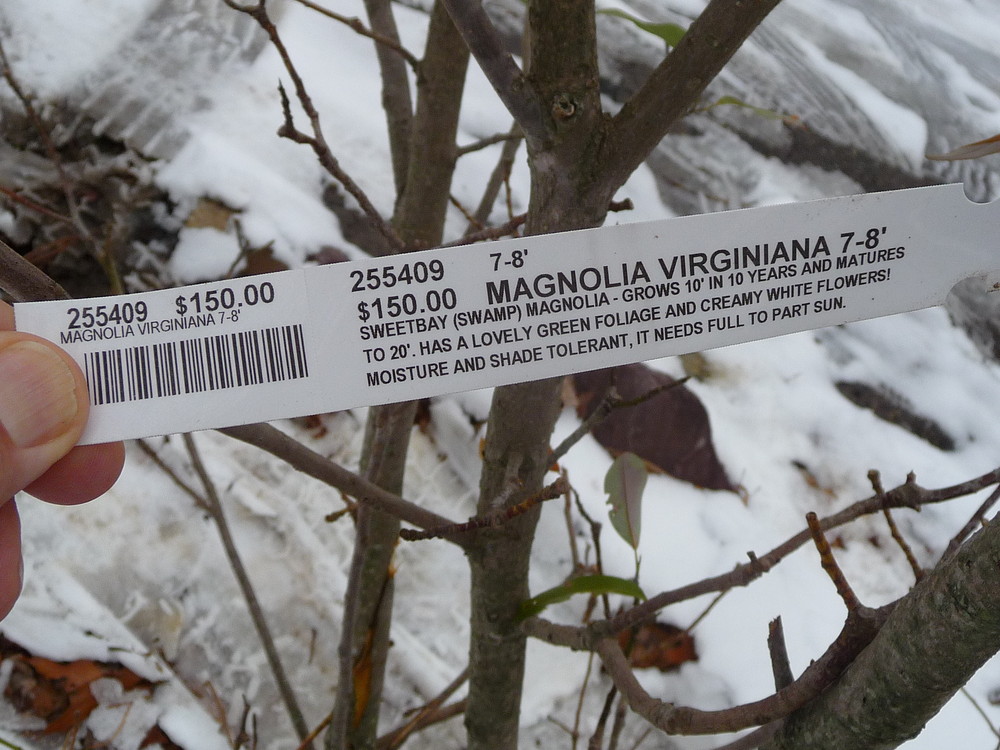 255409 $150.00
MAGNOLIA VIRGINIANA 7-8'
255409 7-8'
$150.00 MAGNOLIA VIRGINIANA 7-8'
SWEETBAY (SWAMP) MAGNOLIA - GROWS 10' IN 10 YEARS AND MATURES
TO 20'. HAS A LOVELY GREEN FOLIAGE AND CREAMY WHITE FLOWERS!
MOISTURE AND SHADE TOLERANT, IT NEEDS FULL TO PART SUN.